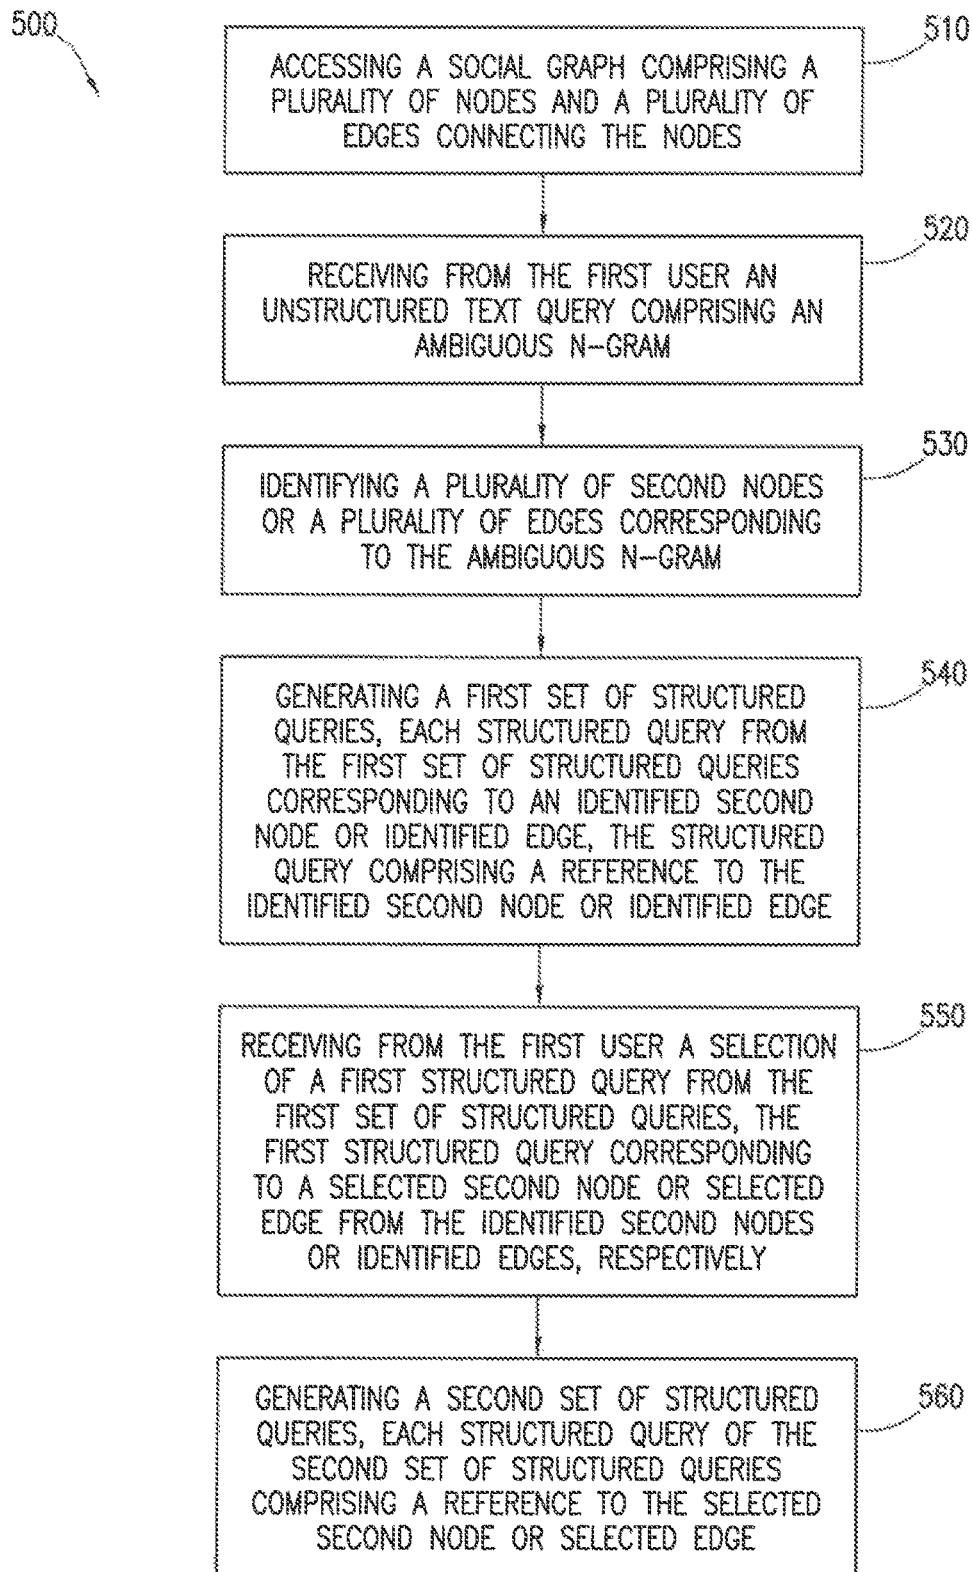 500
510
ACCESSING A SOCIAL GRAPH COMPRISING A
PLURALITY OF NODES AND A PLURALITY OF
EDGES CONNECTING THE NODES
520
RECEIVING FROM THE FIRST USER AN
UNSTRUCTURED TEXT QUERY COMPRISING AN
AMBIGUOUS N-GRAM
530
IDENTIFYING A PLURALITY OF SECOND NODES
OR A PLURALITY OF EDGES CORRESPONDING
TO THE AMBIGUOUS N-GRAM
540
GENERATING A FIRST SET OF STRUCTURED
QUERIES, EACH STRUCTURED QUERY FROM
THE FIRST SET OF STRUCTURED QUERIES
CORRESPONDING TO AN IDENTIFIED SECOND
NODE OR IDENTIFIED EDGE, THE STRUCTURED
QUERY COMPRISING A REFERENCE TO THE
IDENTIFIED SECOND NODE OR IDENTIFIED EDGE
550
RECEIVING FROM THE FIRST USER A SELECTION
OF A FIRST STRUCTURED QUERY FROM THE
FIRST SET OF STRUCTURED QUERIES, THE
FIRST STRUCTURED QUERY CORRESPONDING
TO A SELECTED SECOND NODE OR SELECTED
EDGE FROM THE IDENTIFIED SECOND NODES
OR IDENTIFIED EDGES, RESPECTIVELY
560
GENERATING A SECOND SET OF STRUCTURED
QUERIES, EACH STRUCTURED QUERY OF THE
SECOND SET OF STRUCTURED QUERIES
COMPRISING A REFERENCE TO THE SELECTED
SECOND NODE OR SELECTED EDGE